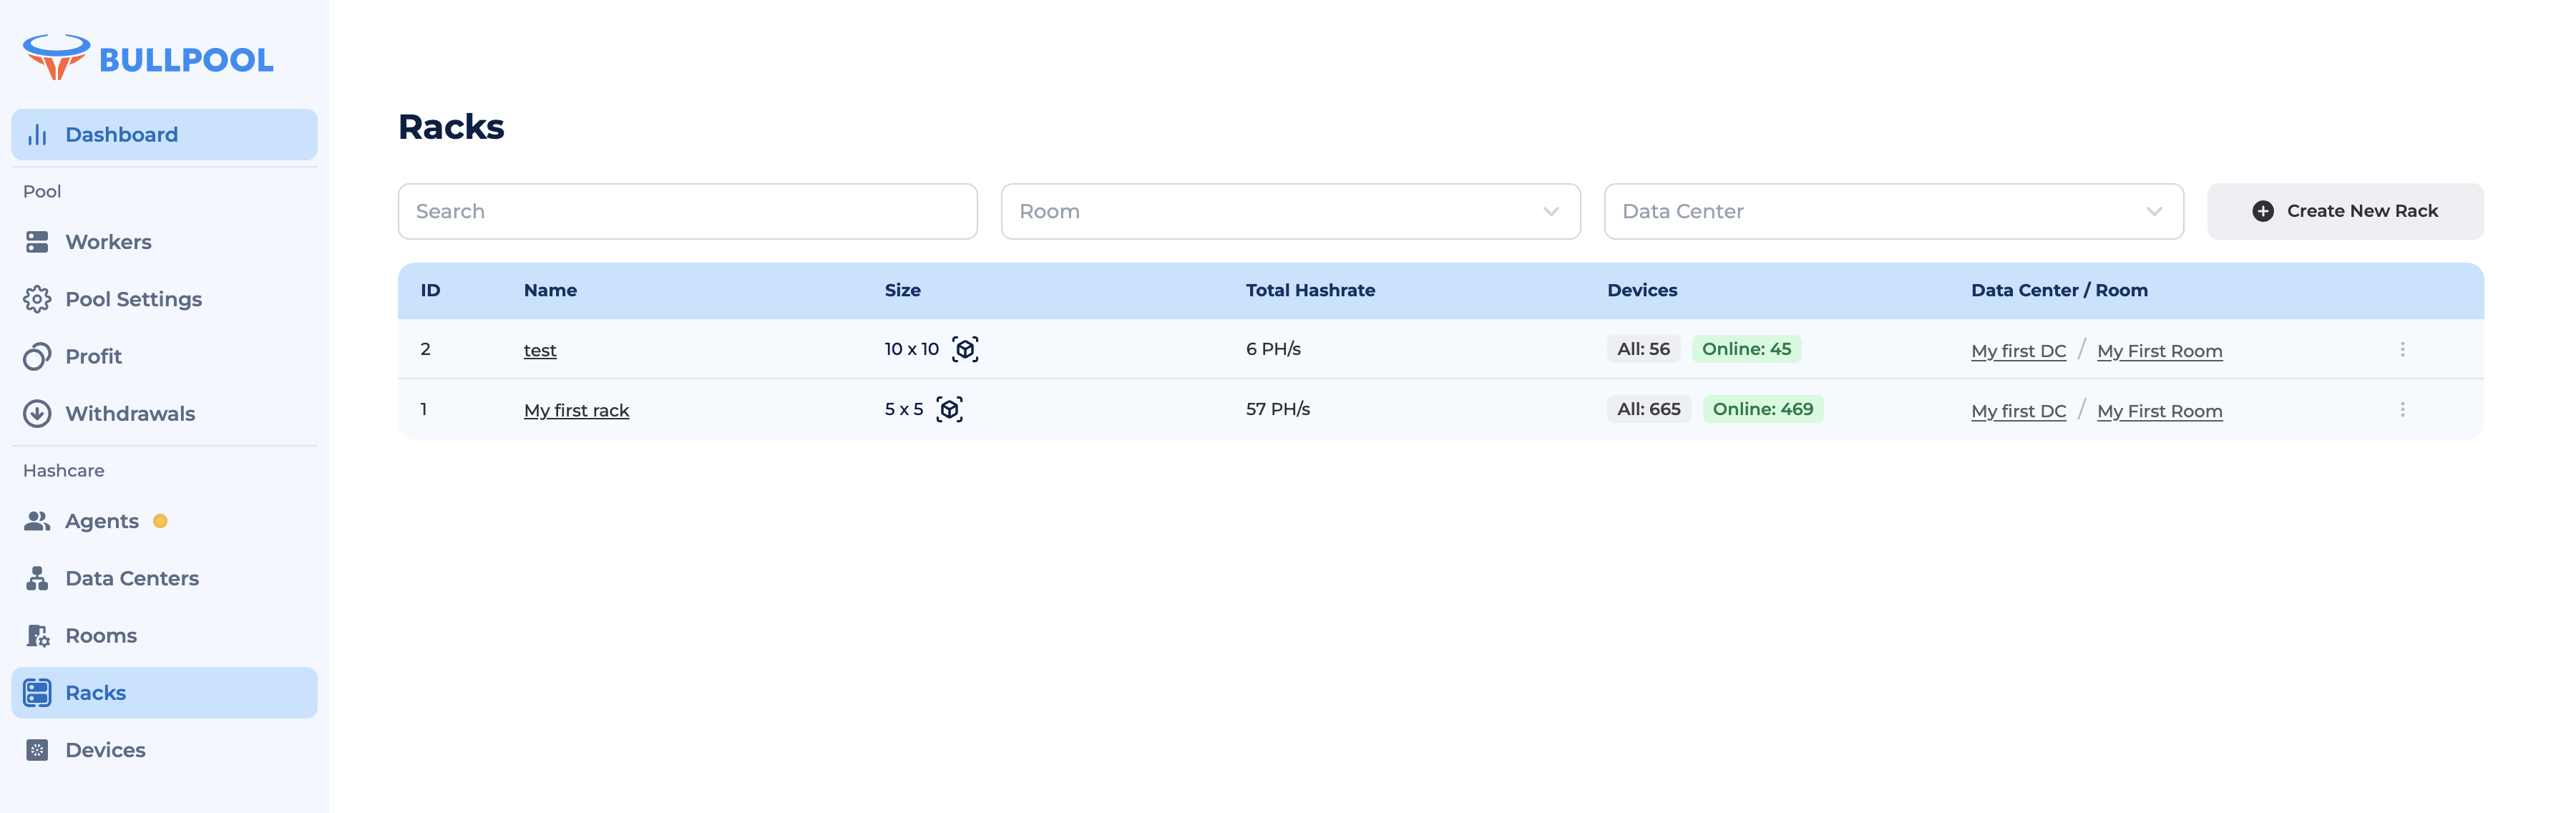 BULLPOOL
Dashboard
Pool
Workers
Pool Settings
Profit
Withdrawals
Hashcare
Agents
Data Centers
Rooms
Racks
Devices
Racks
Search Room Data Center Create New Rack
ID Name Size Total Hashrate Devices Data Center / Room
2 test 10 x 10 6 PH/s All: 56 Online: 45 My first DC / My First Room
1 My first rack 5 x 5 57 PH/s All: 665 Online: 469 My first DC / My First Room